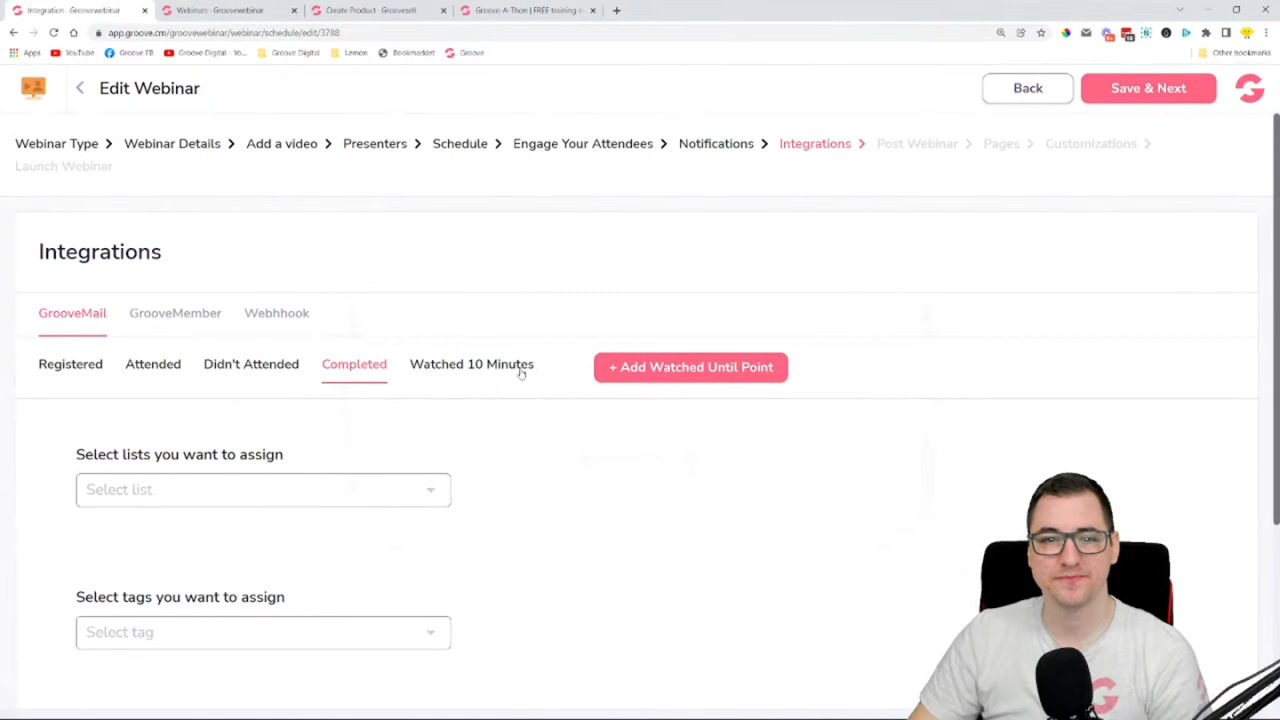 Integration - Groovewebinar
Webinars - Groovewebinar
Create Product - Groovesell
Groove-A-Thon | FREE training
app.groove.cm/groovewebinar/webinar/schedule/edit/3788
Apps
YouTube
Groove FB
Groove Digital - Yo...
Groove Digital
Lemon
Bookmarklet
Groove
Other bookmarks
Edit Webinar
Back
Save & Next
Webinar Type
Webinar Details
Add a video
Presenters
Schedule
Engage Your Attendees
Notifications
Integrations
Post Webinar
Pages
Customizations
Launch Webinar
Integrations
GrooveMail
GrooveMember
Webhhook
Registered
Attended
Didn't Attended
Completed
Watched 10 Minutes
+ Add Watched Until Point
Select lists you want to assign
Select list
Select tags you want to assign
Select tag